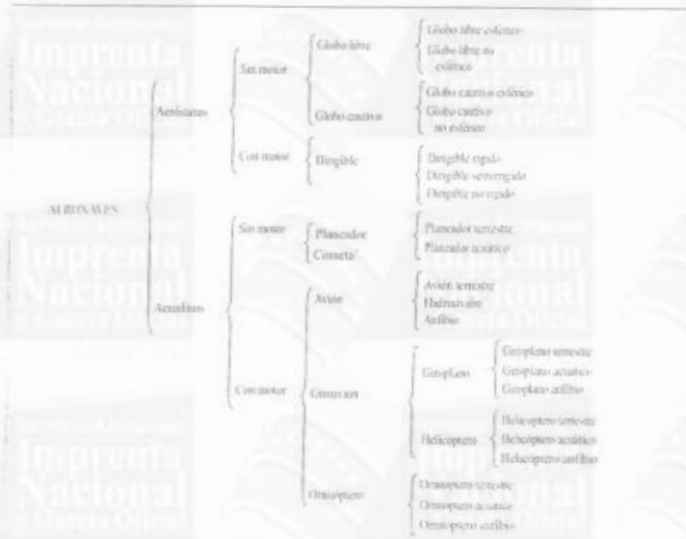 AERONAVES
Aeróstatos
Sin motor
Globo libre
Globo libre esférico
Globo libre no
esférico
Globo cautivo
Globo cautivo esférico
Globo cautivo
no esférico
Con motor
Dirigible
Dirigible rígido
Dirigible semirrígido
Dirigible no rígido
Aerodinos
Sin motor
Planeador
Cometa
Planeador terrestre
Planeador acuático
Con motor
Avión
Avión terrestre
Hidroavión
Anfibio
Giroavión
Giroplano
Giroplano terrestre
Giroplano acuático
Giroplano anfibio
Helicóptero
Helicóptero terrestre
Helicóptero acuático
Helicóptero anfibio
Ornitóptero
Ornitóptero terrestre
Ornitóptero acuático
Ornitóptero anfibio
Imprenta
Nacional